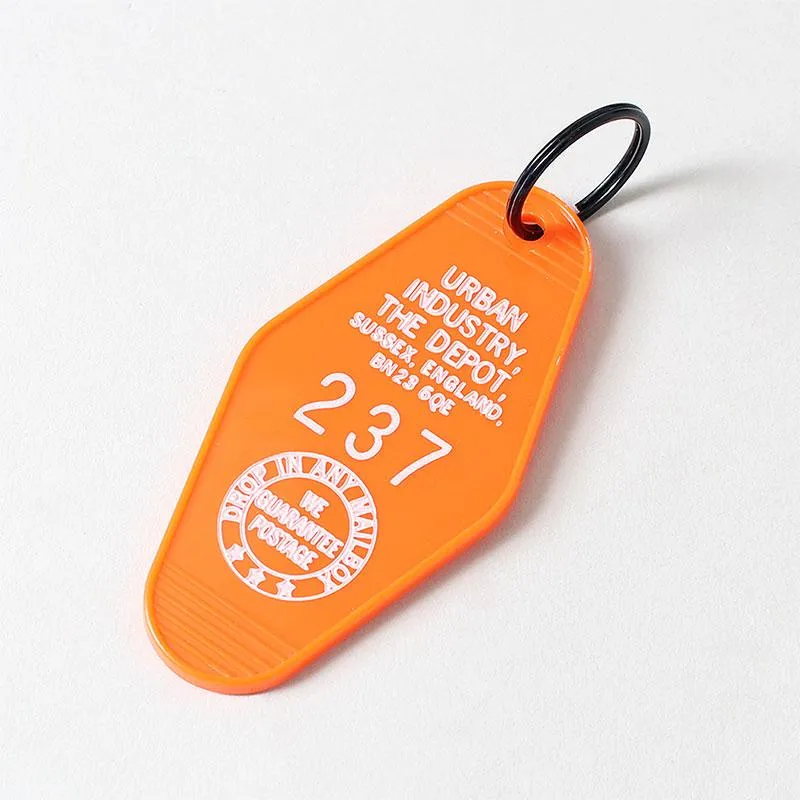 URBAN
INDUSTRY,
THE DEPOT,
SUSSEX, ENGLAND,
BN23 6QE
237
DROP IN ANY MAILBOX
WE
GUARANTEE
POSTAGE